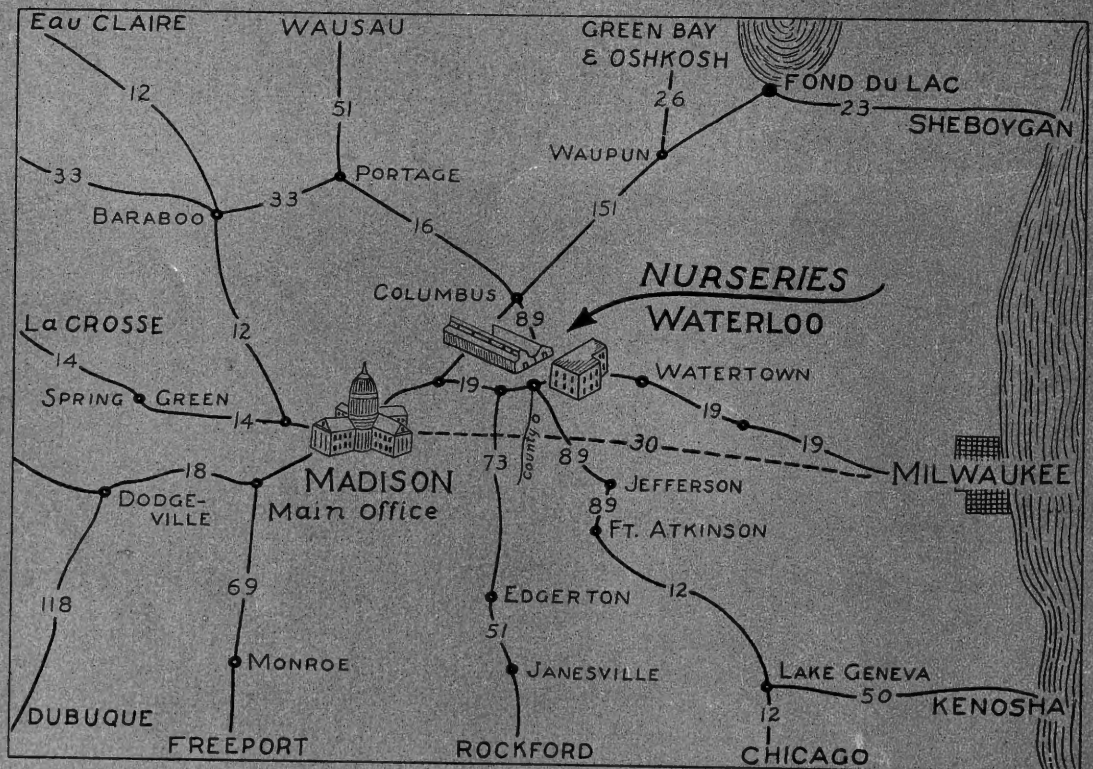 Eau CLAIRE
WAUSAU
GREEN BAY
& OSHKOSH
FOND DU LAC
12
51
26
23
SHEBOYGAN
WAUPUN
33
33
PORTAGE
BARABOO
16
151
COLUMBUS
89
NURSERIES
WATERLOO
La CROSSE
12
14
SPRING GREEN
14
19
WATERTOWN
19
19
30
MILWAUKEE
18
MADISON
Main Office
73
County O
89
JEFFERSON
DODGE-
VILLE
89
FT. ATKINSON
69
12
118
EDGERTON
51
MONROE
JANESVILLE
LAKE GENEVA
50
KENOSHA
12
DUBUQUE
FREEPORT
ROCKFORD
CHICAGO